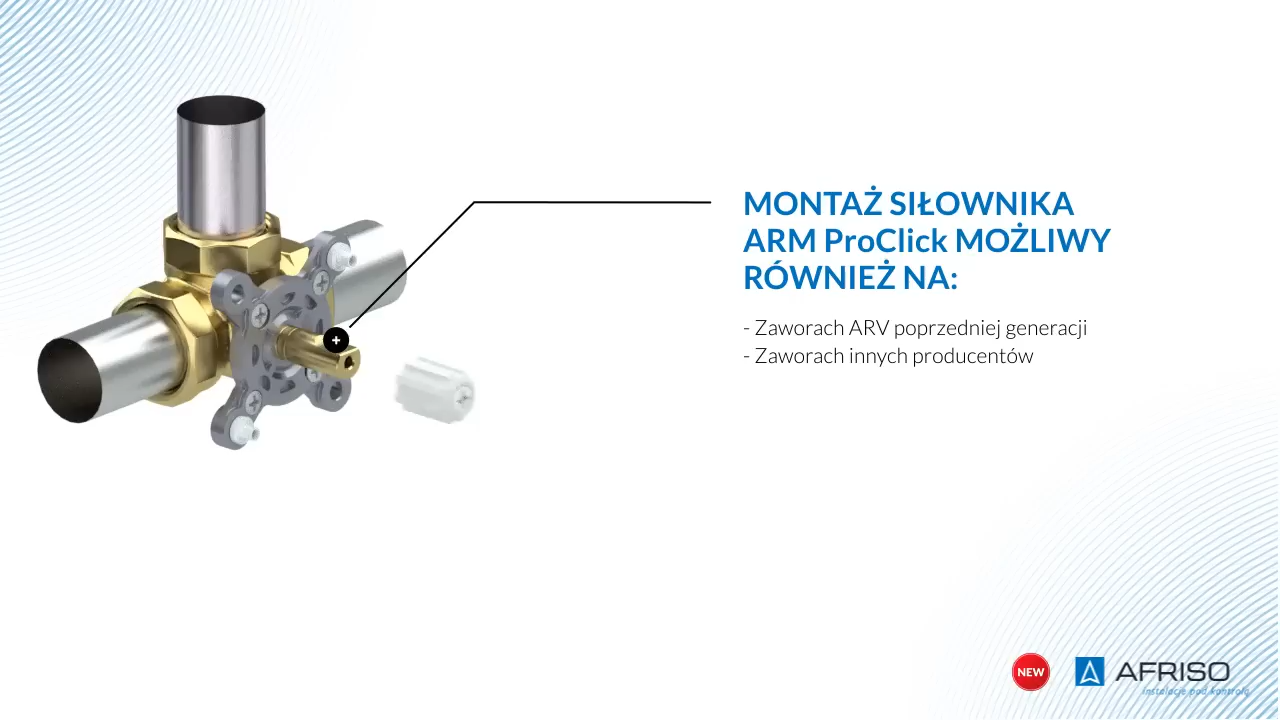 MONTAŻ SIŁOWNIKA
ARM ProClick MOŻLIWY
RÓWNIEŻ NA:
- Zaworach ARV poprzedniej generacji
- Zaworach innych producentów
NEW
AFRISO
instalacje pod kontrolą